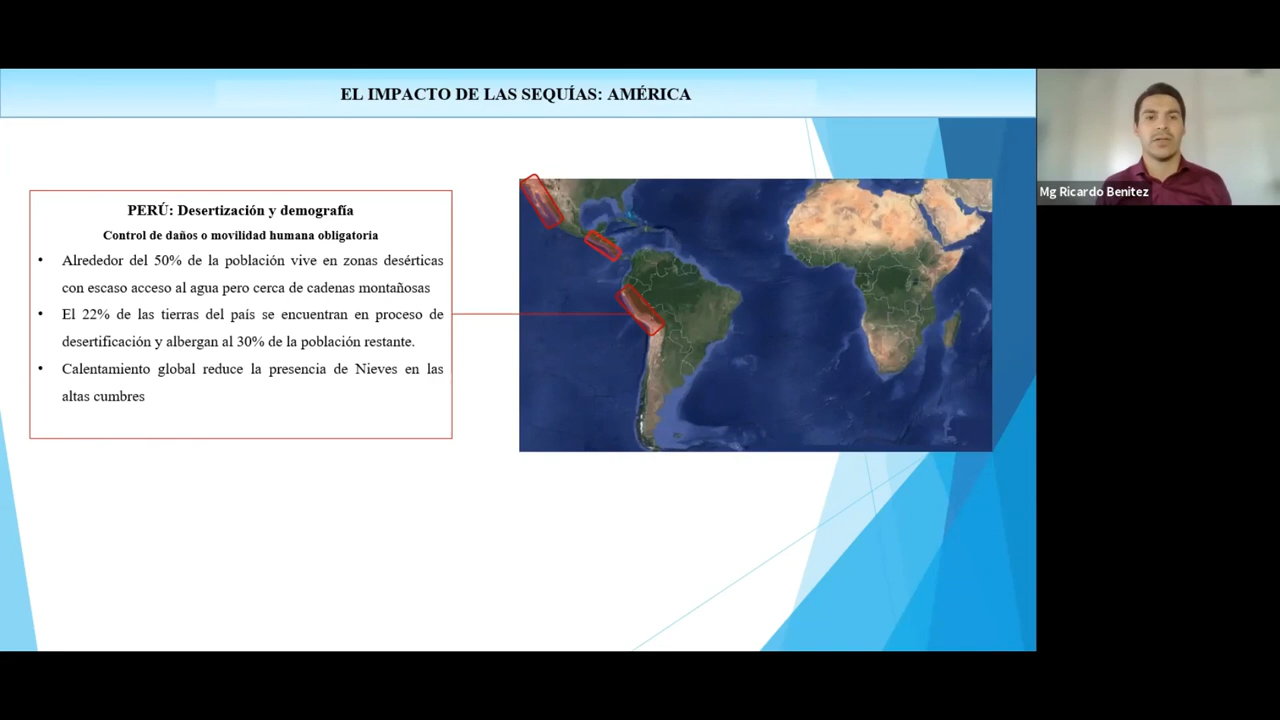 EL IMPACTO DE LAS SEQUÍAS: AMÉRICA
PERÚ: Desertización y demografía
Control de daños o movilidad humana obligatoria
• Alrededor del 50% de la población vive en zonas desérticas
con escaso acceso al agua pero cerca de cadenas montañosas
• El 22% de las tierras del país se encuentran en proceso de
desertificación y albergan al 30% de la población restante.
• Calentamiento global reduce la presencia de Nieves en las
altas cumbres
Mg Ricardo Benitez